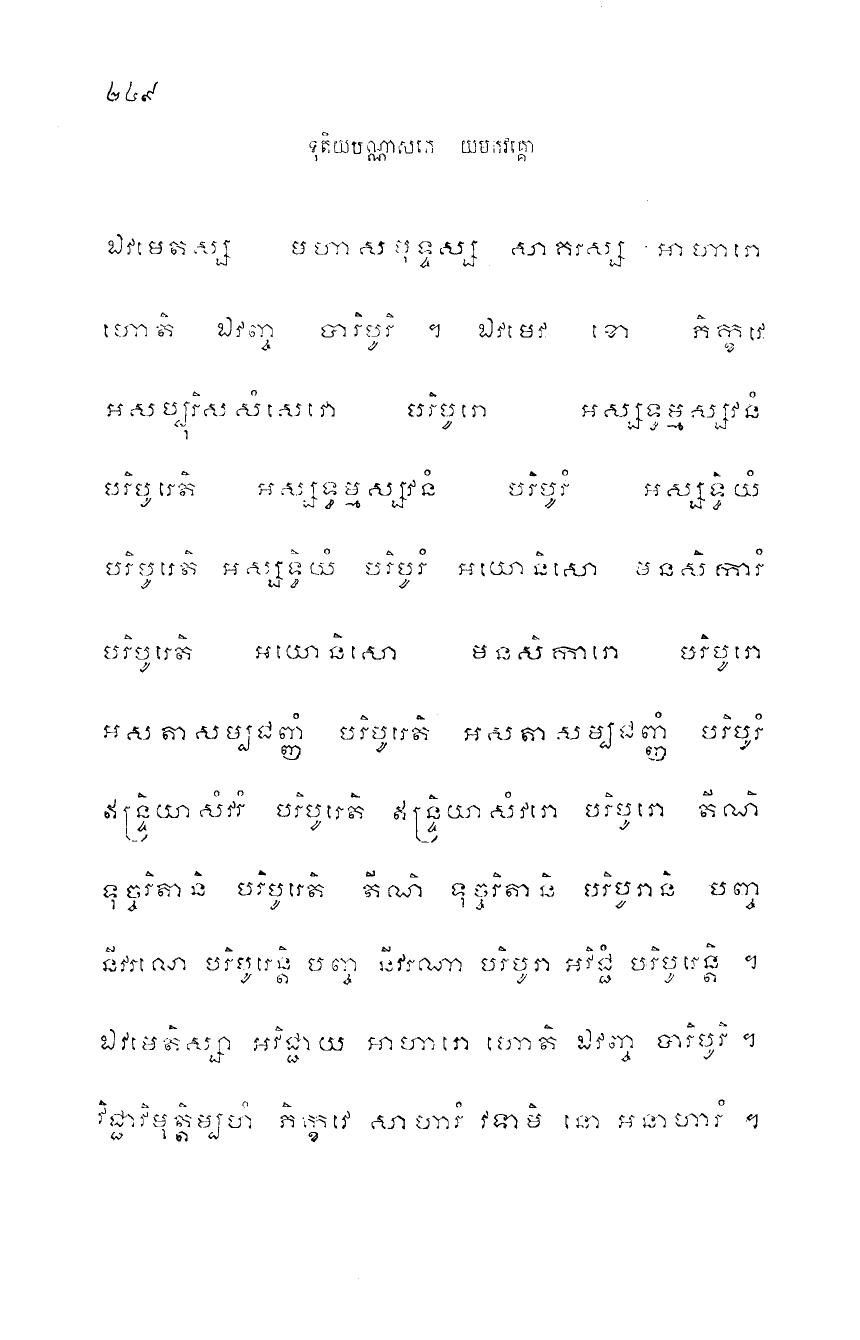 ២៤៩
ទុតិយបណ្ណាសកេ យមកវគ្គោ
ឯវមេតស្ស មហាសមុទ្ទស្ស សាគរស្ស អាហារោ
ហោតិ ឯវញ្ច បារិបូរិ ។ ឯវមេវ ខោ ភិក្ខវេ
អសប្បុរិសសំសេវោ បរិបូរោ អស្សទ្ធម្មស្សវនំ
បរិបូរេតិ អស្សទ្ធម្មស្សវនំ បរិបូរំ អស្សទ្ធិយំ
បរិបូរេតិ អស្សទ្ធិយំ បរិបូរំ អយោនិសោ មនសិការំ
បរិបូរេតិ អយោនិសោ មនសិការោ បរិបូរោ
អសតាសម្បជញ្ញំ បរិបូរេតិ អសតាសម្បជញ្ញំ បរិបូរំ
ឥន្ទ្រិយាសំវរំ បរិបូរេតិ ឥន្ទ្រិយាសំវរោ បរិបូរោ តីណិ
ទុច្ចរិតានិ បរិបូរេតិ តីណិ ទុច្ចរិតានិ បរិបូរានិ បញ្ច
នីវរណេ បរិបូរេន្តិ បញ្ច នីវរណា បរិបូរា អវិជ្ជំ បរិបូរេន្តិ ។
ឯវមេតិស្សា អវិជ្ជាយ អាហារោ ហោតិ ឯវញ្ច បារិបូរិ ។
វិជ្ជាវិមុត្តិម្បហំ ភិក្ខវេ សាហារំ វទាមិ នោ អនាហារំ ។